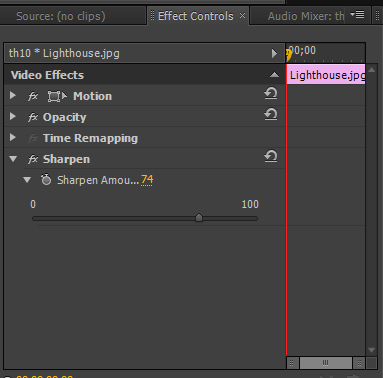 Source: (no clips) Effect Controls × Audio Mixer: th
th10 * Lighthouse.jpg 00;00
Video Effects Lighthouse.jpg
fx Motion
fx Opacity
fx Time Remapping
fx Sharpen
Sharpen Amou... 74
0 100